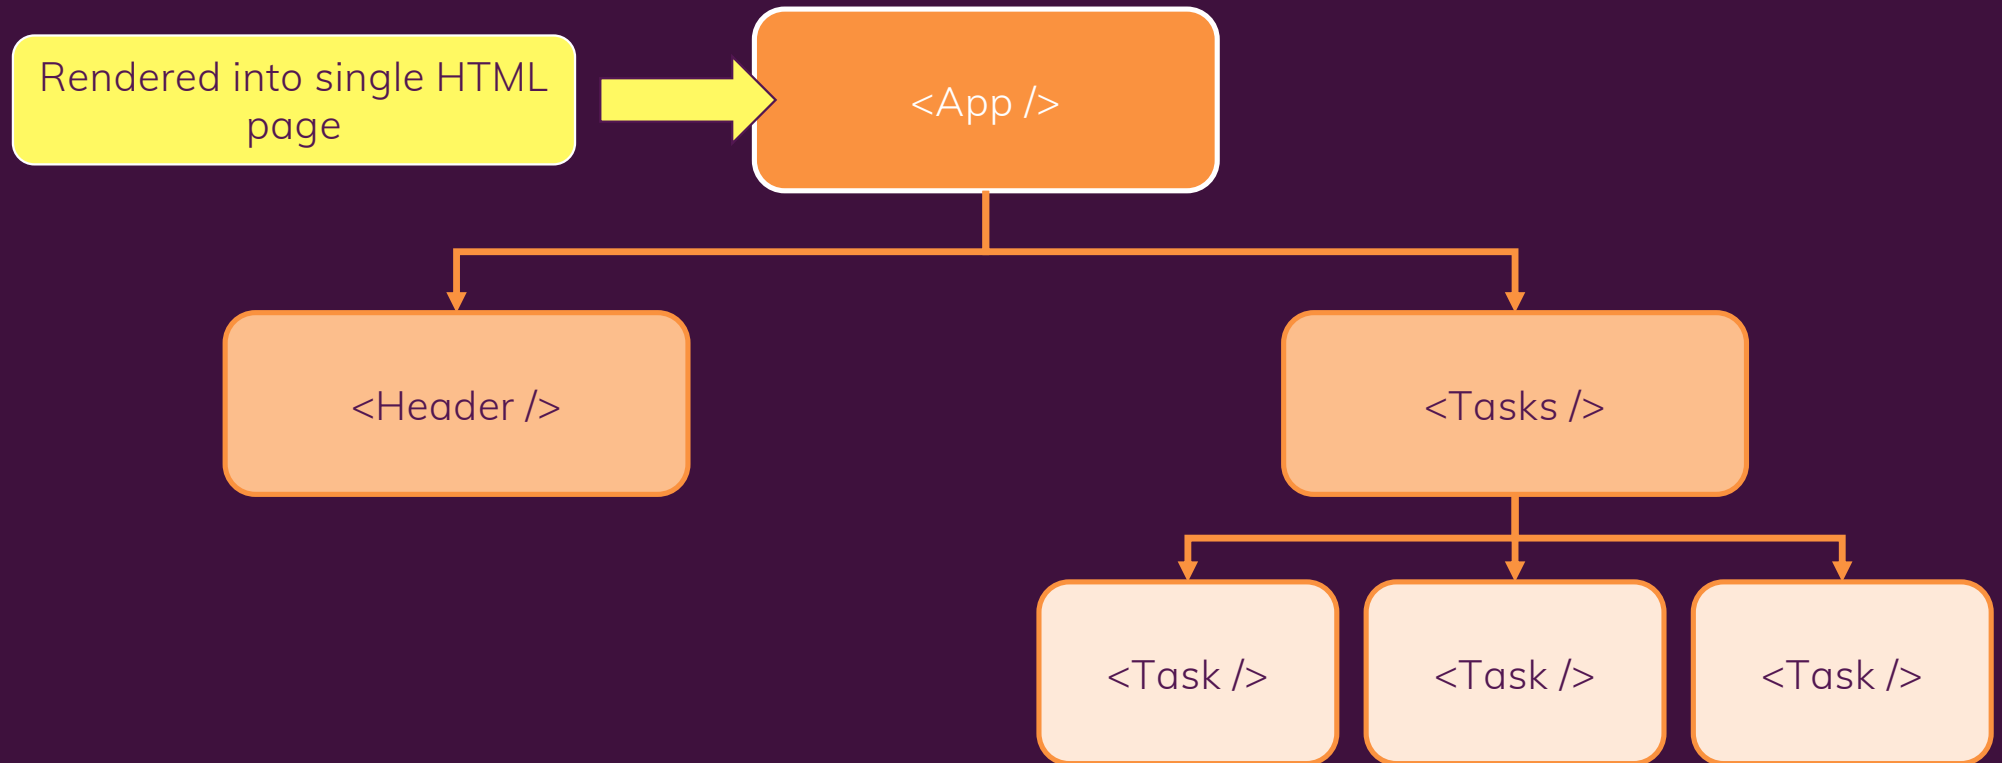 Rendered into single HTML
page
<App />
<Header />
<Tasks />
<Task />
<Task />
<Task />